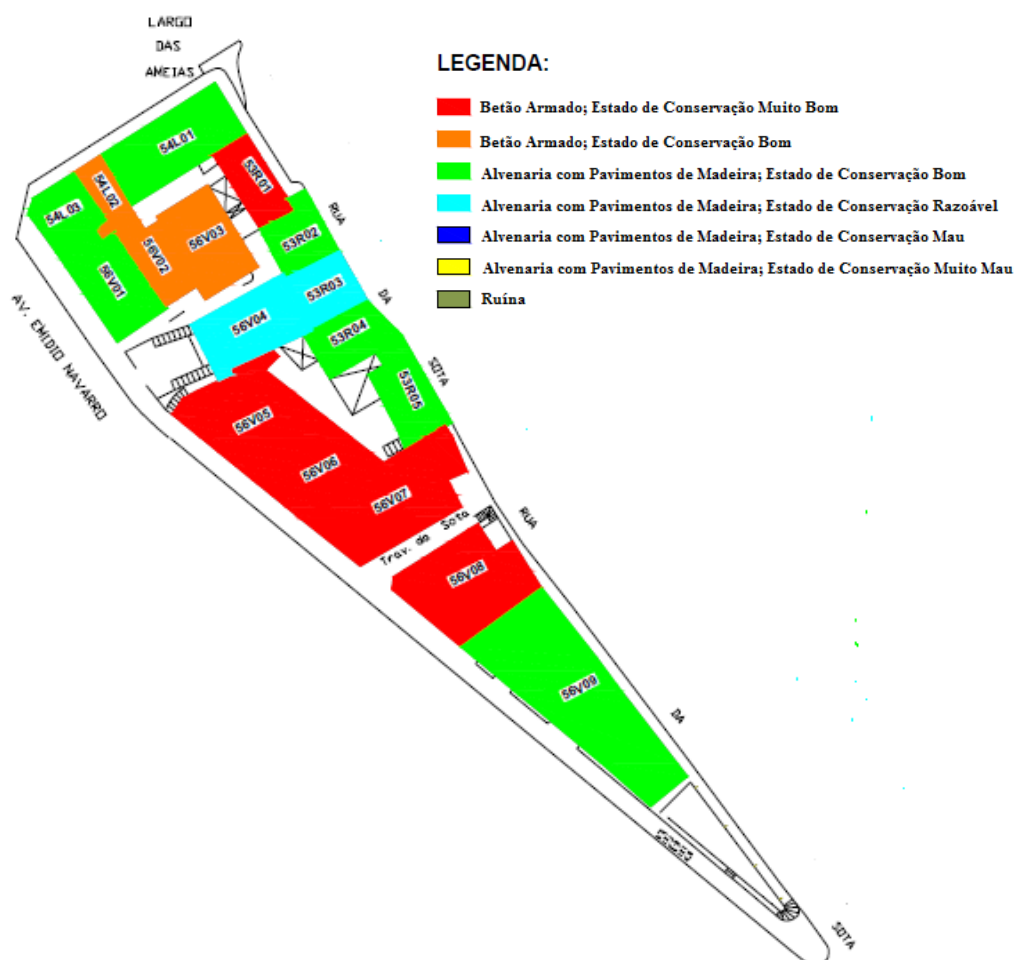 LARGO
DAS
AMEIAS
LEGENDA:
Betão Armado; Estado de Conservação Muito Bom
Betão Armado; Estado de Conservação Bom
Alvenaria com Pavimentos de Madeira; Estado de Conservação Bom
Alvenaria com Pavimentos de Madeira; Estado de Conservação Razoável
Alvenaria com Pavimentos de Madeira; Estado de Conservação Mau
Alvenaria com Pavimentos de Madeira; Estado de Conservação Muito Mau
Ruína
54L01
53R01
54L02
54L03
RUA
56V03
53R02
56V02
56V01
53R03
DA
AV. EMIDIO NAVARRO
56V04
53R04
SOTA
53R05
56V05
56V06
56V07
Trav. da Sota
RUA
56V08
56V09
DA
SOTA